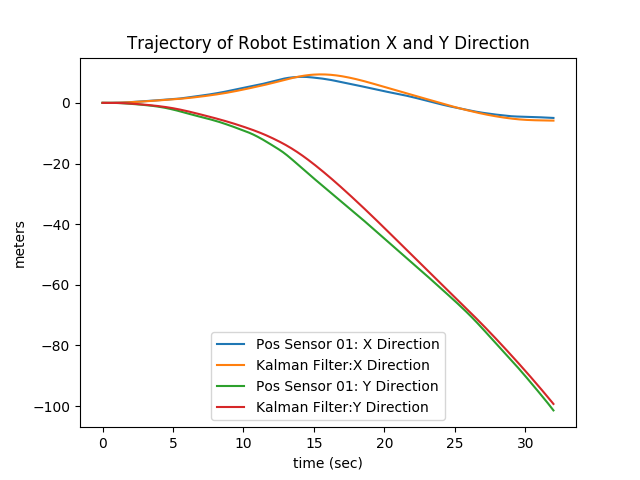 Trajectory of Robot Estimation X and Y Direction
meters
0
−20
−40
−60
−80
−100
Pos Sensor 01: X Direction
Kalman Filter:X Direction
Pos Sensor 01: Y Direction
Kalman Filter:Y Direction
0 5 10 15 20 25 30
time (sec)